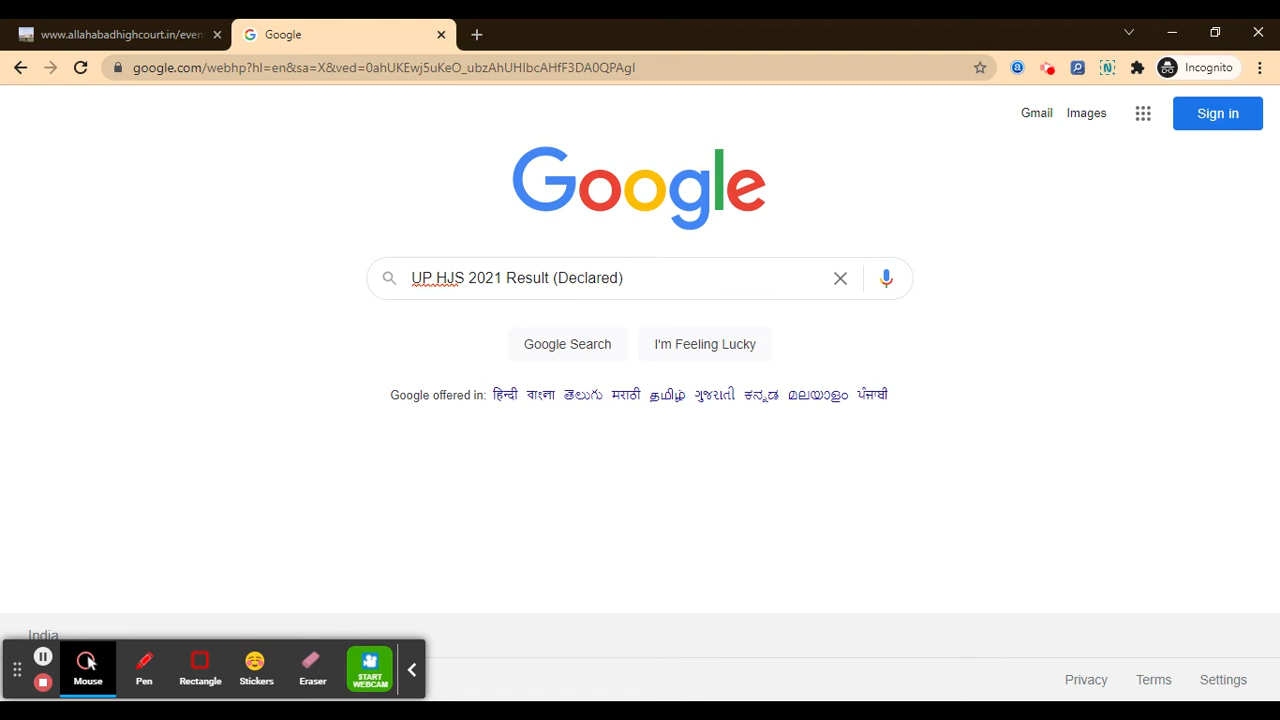 www.allahabadhighcourt.in/even
Google
google.com/webhp?hl=en&sa=X&ved=0ahUKEwj5uKeO_ubzAhUHIbcAHfF3DA0QPAgI
Incognito
Gmail Images
Sign in
Google
UP HJS 2021 Result (Declared)
Google Search I'm Feeling Lucky
Google offered in: हिन्दी বাংলা తెలుగు मराठी தமிழ் ગુજરાતી ಕನ್ನಡ മലയാളം ਪੰਜਾਬੀ
India
Mouse Pen Rectangle Stickers Eraser START WEBCAM
Privacy Terms Settings